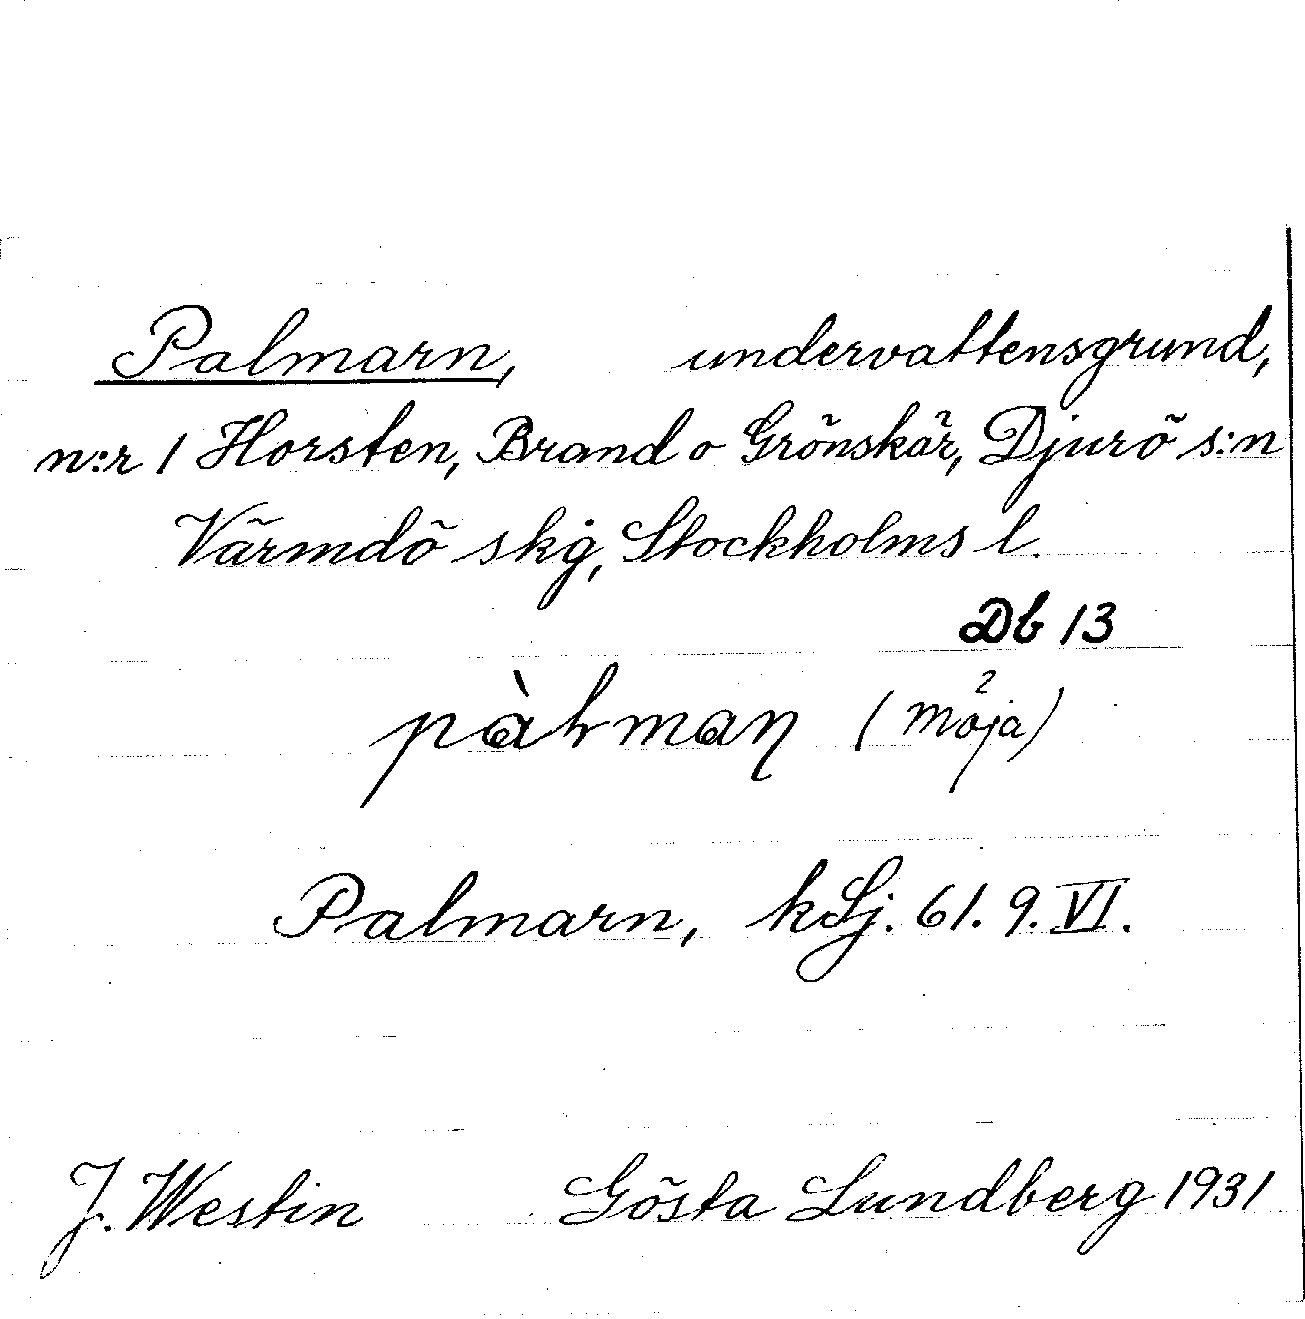 Palmarn, undervattensgrund,
n:r 1 Horsten, Brand o Grönskär, Djurö s:n
Värmdö skg, Stockholms l.
Db 13
pàlmaɳ (möja)
Palmarn, kSj. 61. 9. VI.
J. Westin Gösta Lundberg 1931